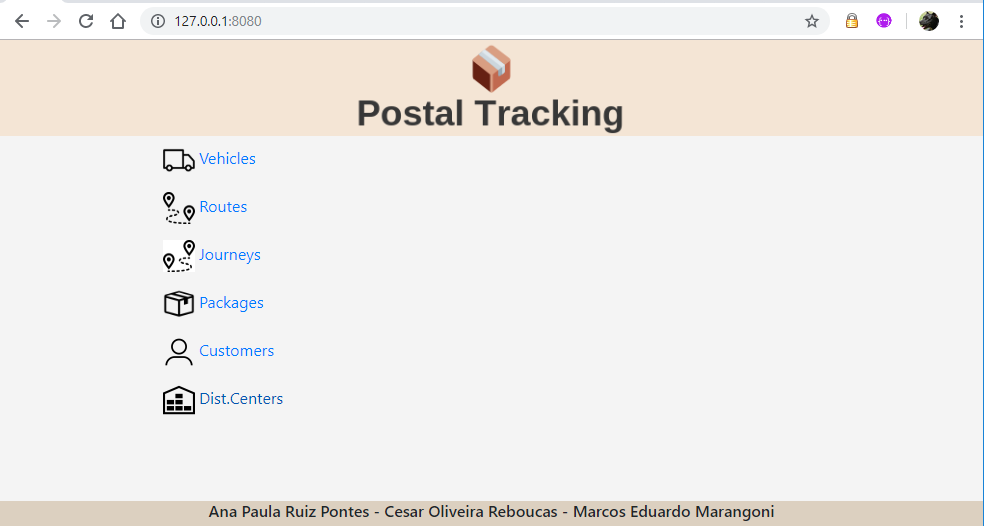 127.0.0.1:8080
Postal Tracking
Vehicles
Routes
Journeys
Packages
Customers
Dist.Centers
Ana Paula Ruiz Pontes - Cesar Oliveira Reboucas - Marcos Eduardo Marangoni